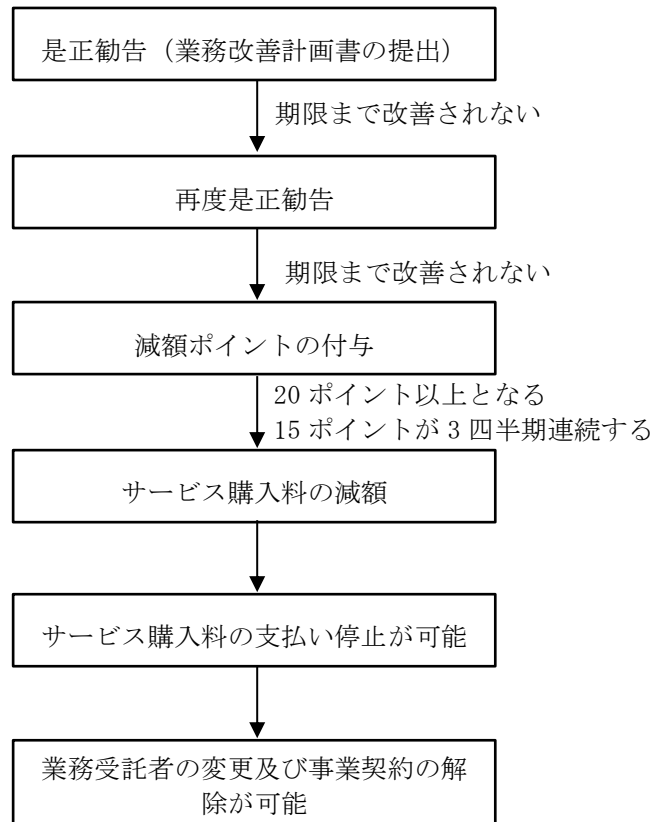 是正勧告（業務改善計画書の提出）
期限まで改善されない
再度是正勧告
期限まで改善されない
減額ポイントの付与
20 ポイント以上となる
15 ポイントが 3 四半期連続する
サービス購入料の減額
サービス購入料の支払い停止が可能
業務受託者の変更及び事業契約の解
除が可能